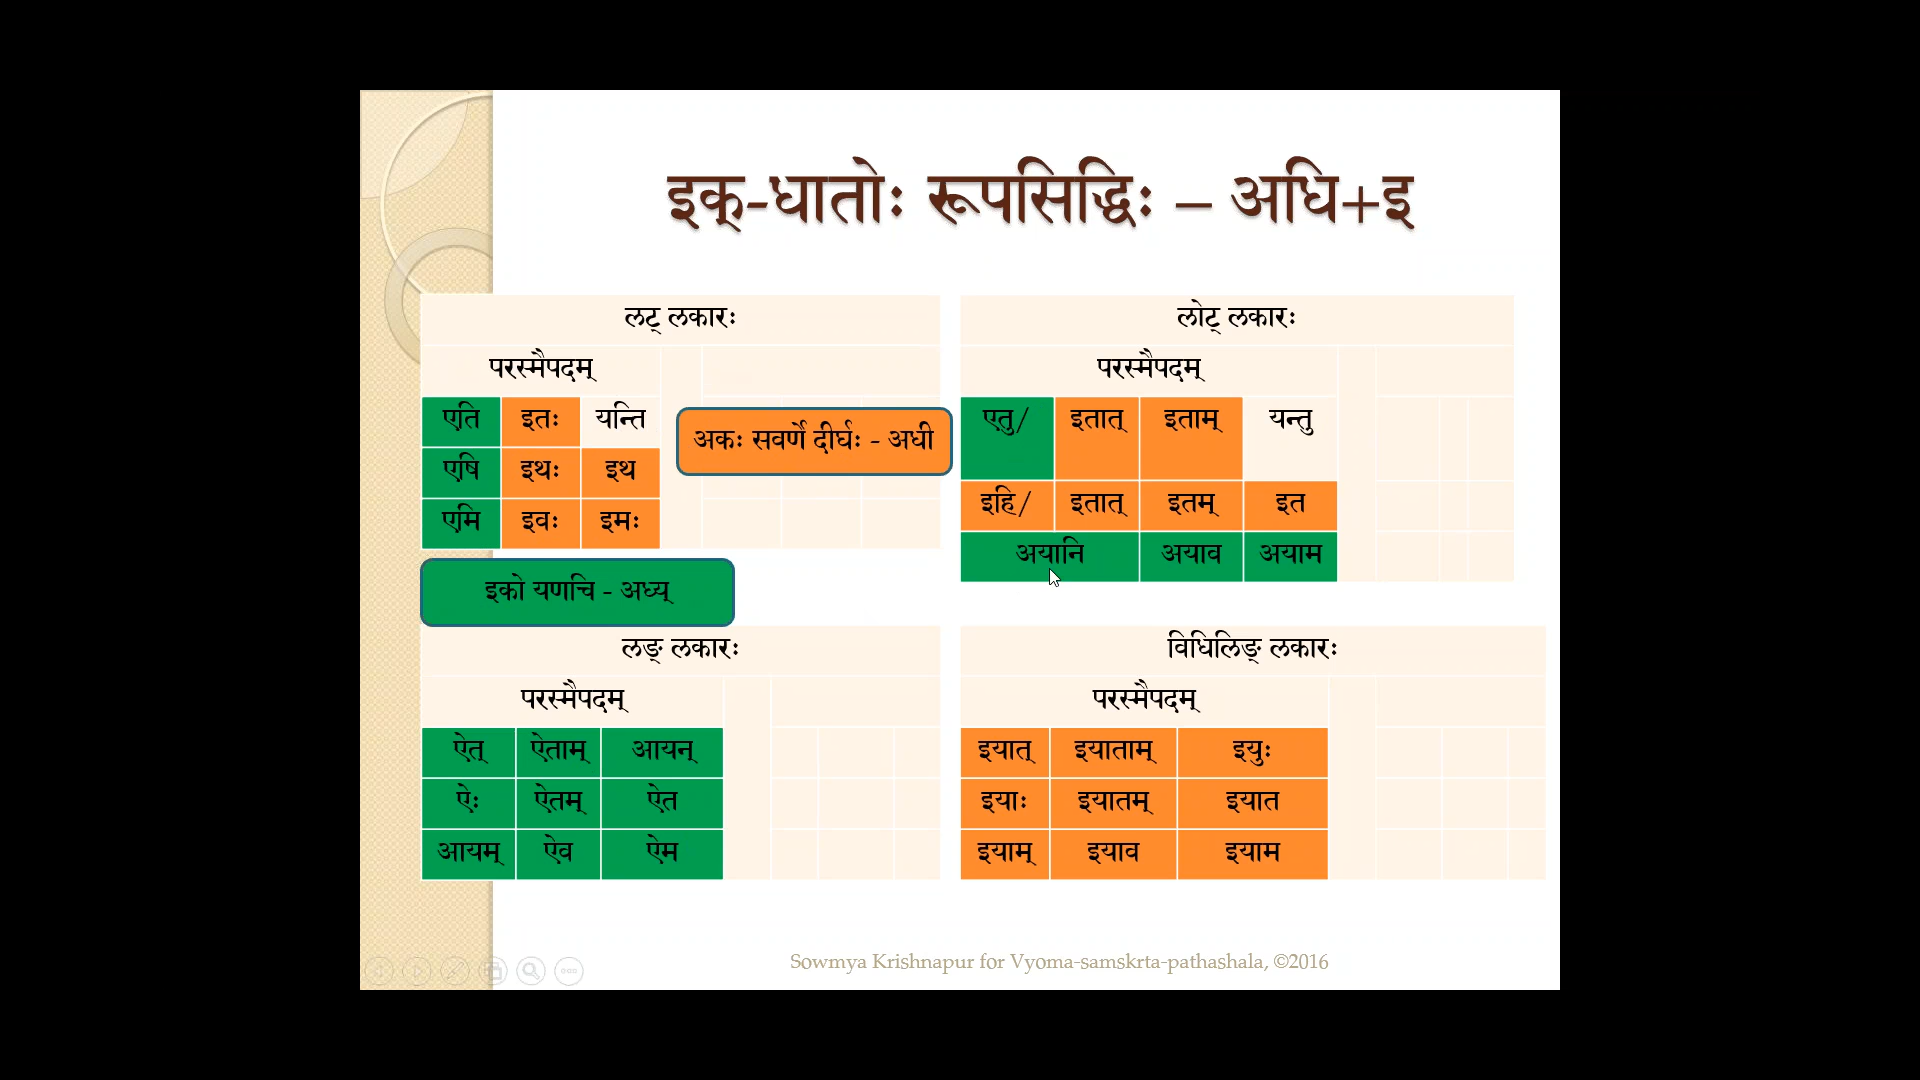 इक्-धातोः रूपसिद्धिः – अधि+इ
लट् लकारः
परस्मैपदम्
एति इतः यन्ति
एषि इथः इथ
एमि इवः इमः
अकः सवर्णे दीर्घः - अधी
इको यणचि - अध्य्
लोट् लकारः
परस्मैपदम्
एतु/ इतात् इताम् यन्तु
इहि/ इतात् इतम् इत
अयानि अयाव अयाम
लङ् लकारः
परस्मैपदम्
ऐत् ऐताम् आयन्
ऐः ऐतम् ऐत
आयम् ऐव ऐम
विधिलिङ् लकारः
परस्मैपदम्
इयात् इयाताम् इयुः
इयाः इयातम् इयात
इयाम् इयाव इयाम
Sowmya Krishnapur for Vyoma-samskrta-pathashala, ©2016